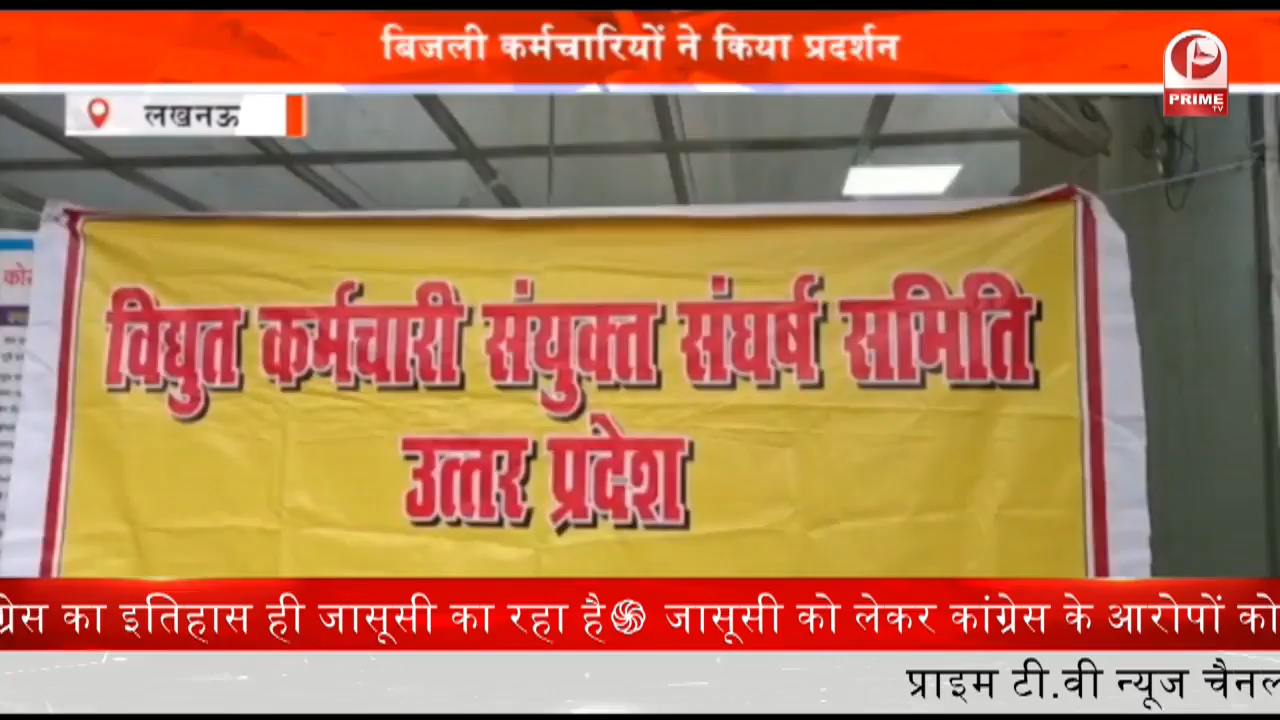 बिजली कर्मचारियों ने किया प्रदर्शन
PRIME
TV
लखनऊ
विद्युत कर्मचारी संयुक्त संघर्ष समिति
उत्तर प्रदेश
का इतिहास ही जासूसी का रहा है जासूसी को लेकर कांग्रेस के आरोपों को
प्राइम टी.वी न्यूज चैनल